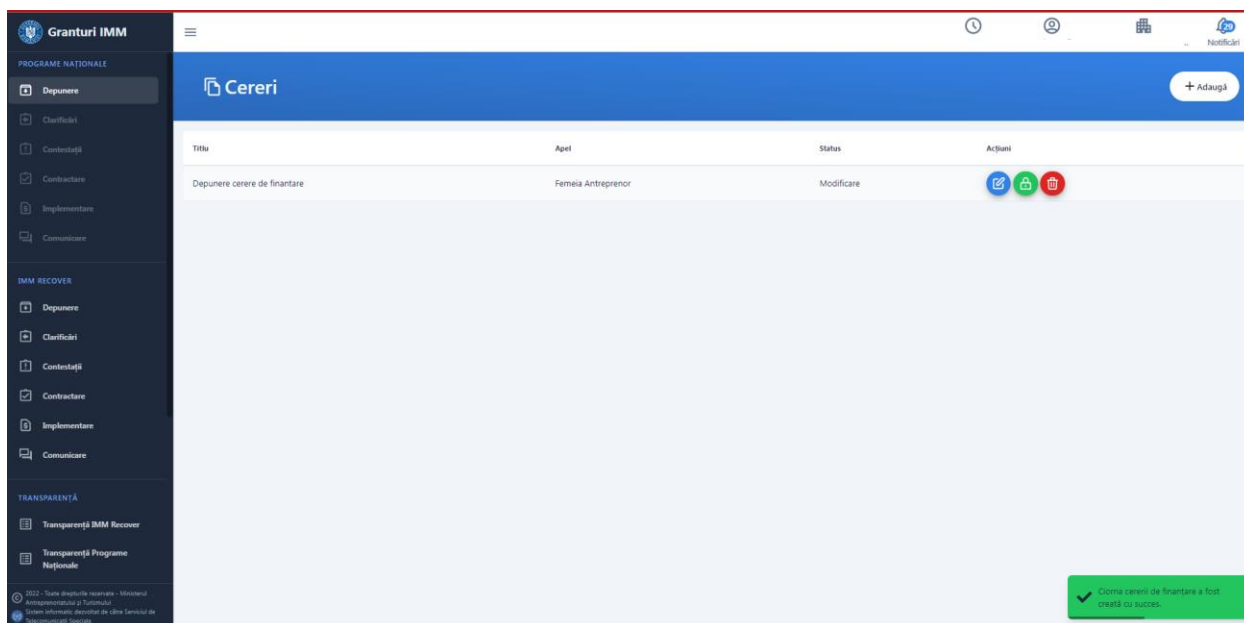 Granturi IMM
29
Notificări
PROGRAME NAȚIONALE
Depunere
Clarificări
Contestații
Contractare
Implementare
Comunicare
IMM RECOVER
Depunere
Clarificări
Contestații
Contractare
Implementare
Comunicare
TRANSPARENȚĂ
Transparență IMM Recover
Transparență Programe
Naționale
2022 - Toate drepturile rezervate - Ministerul
Antreprenoriatului și Turismului
Sistem informatic dezvoltat de către Serviciul de
Telecomunicații Speciale
Cereri
+ Adaugă
Titlu Apel Status Acțiuni
Depunere cerere de finantare Femeia Antreprenor Modificare
Ciorna cererii de finanțare a fost
creată cu succes.